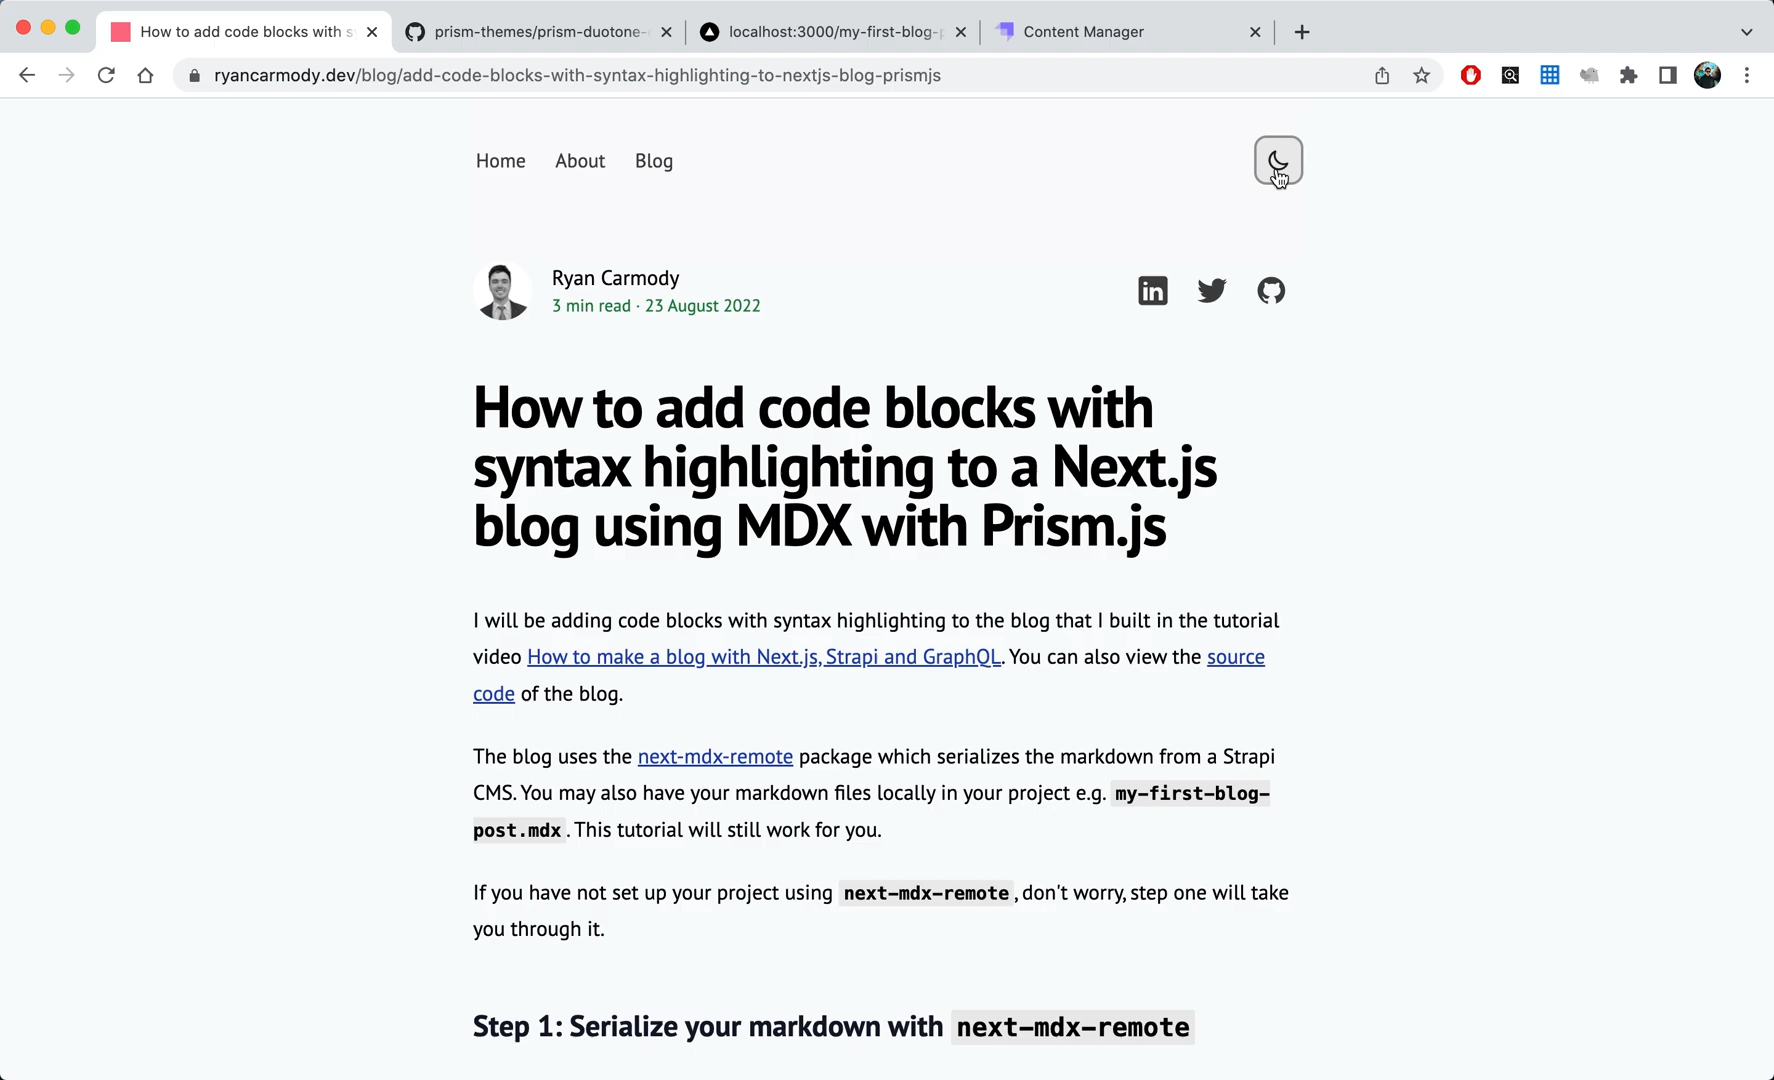 How to add code blocks with s
prism-themes/prism-duotone-
localhost:3000/my-first-blog-p
Content Manager
ryancarmody.dev/blog/add-code-blocks-with-syntax-highlighting-to-nextjs-blog-prismjs
Home About Blog
Ryan Carmody
3 min read · 23 August 2022
in
How to add code blocks with
syntax highlighting to a Next.js
blog using MDX with Prism.js
I will be adding code blocks with syntax highlighting to the blog that I built in the tutorial
video How to make a blog with Next.js, Strapi and GraphQL. You can also view the source
code of the blog.
The blog uses the next-mdx-remote package which serializes the markdown from a Strapi
CMS. You may also have your markdown files locally in your project e.g. my-first-blog-
post.mdx. This tutorial will still work for you.
If you have not set up your project using next-mdx-remote, don't worry, step one will take
you through it.
Step 1: Serialize your markdown with next-mdx-remote